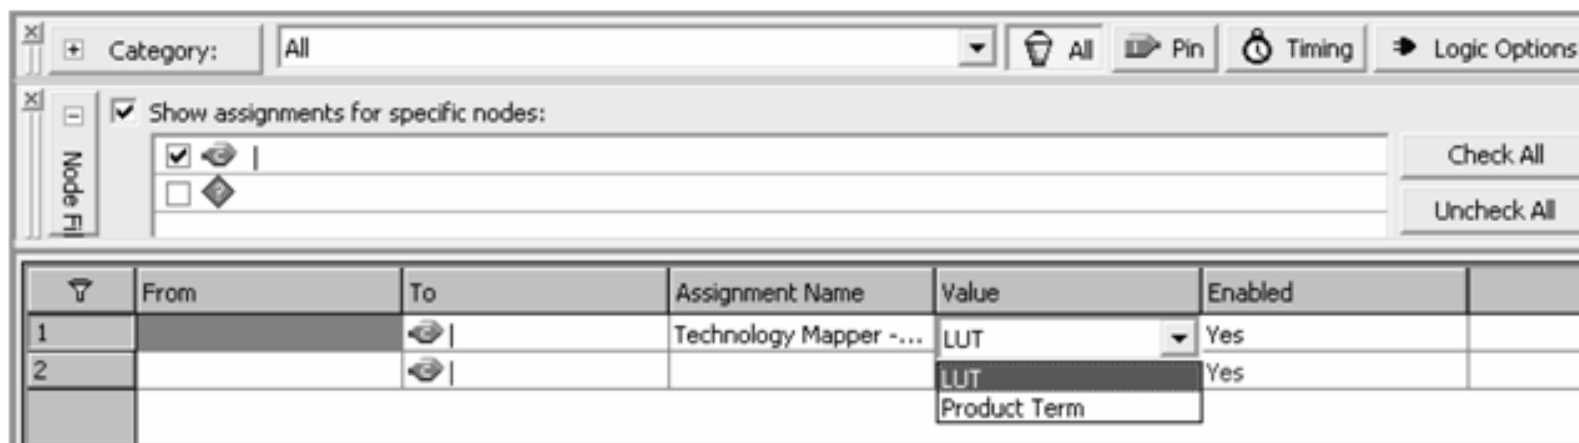 Category: All All Pin Timing Logic Options
Show assignments for specific nodes:
|
Check All
Node Fil
Uncheck All
From To Assignment Name Value Enabled
1 | Technology Mapper -... LUT Yes
2 | Yes
LUT
Product Term